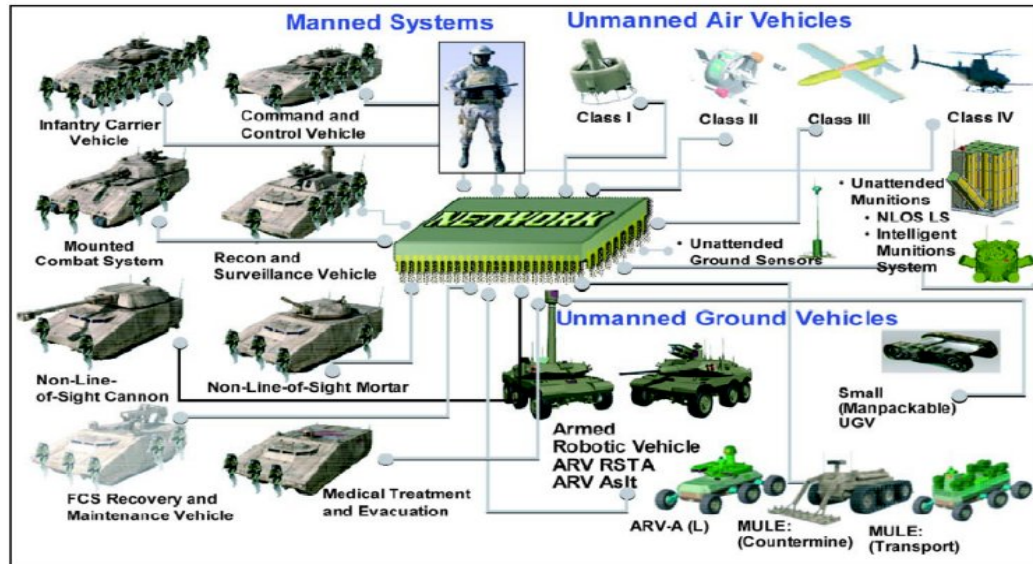 Manned Systems
Unmanned Air Vehicles
Infantry Carrier
Vehicle
Command and
Control Vehicle
Class I
Class II
Class III
Class IV
Mounted
Combat System
Recon and
Surveillance Vehicle
NETWORK
• Unattended
Ground Sensors
• Unattended
Munitions
• NLOS LS
• Intelligent
Munitions
System
Unmanned Ground Vehicles
Non-Line-
of-Sight Cannon
Non-Line-of-Sight Mortar
Small
(Manpackable)
UGV
Armed
Robotic Vehicle
ARV RSTA
ARV Aslt
FCS Recovery and
Maintenance Vehicle
Medical Treatment
and Evacuation
ARV-A (L)
MULE:
(Countermine)
MULE:
(Transport)